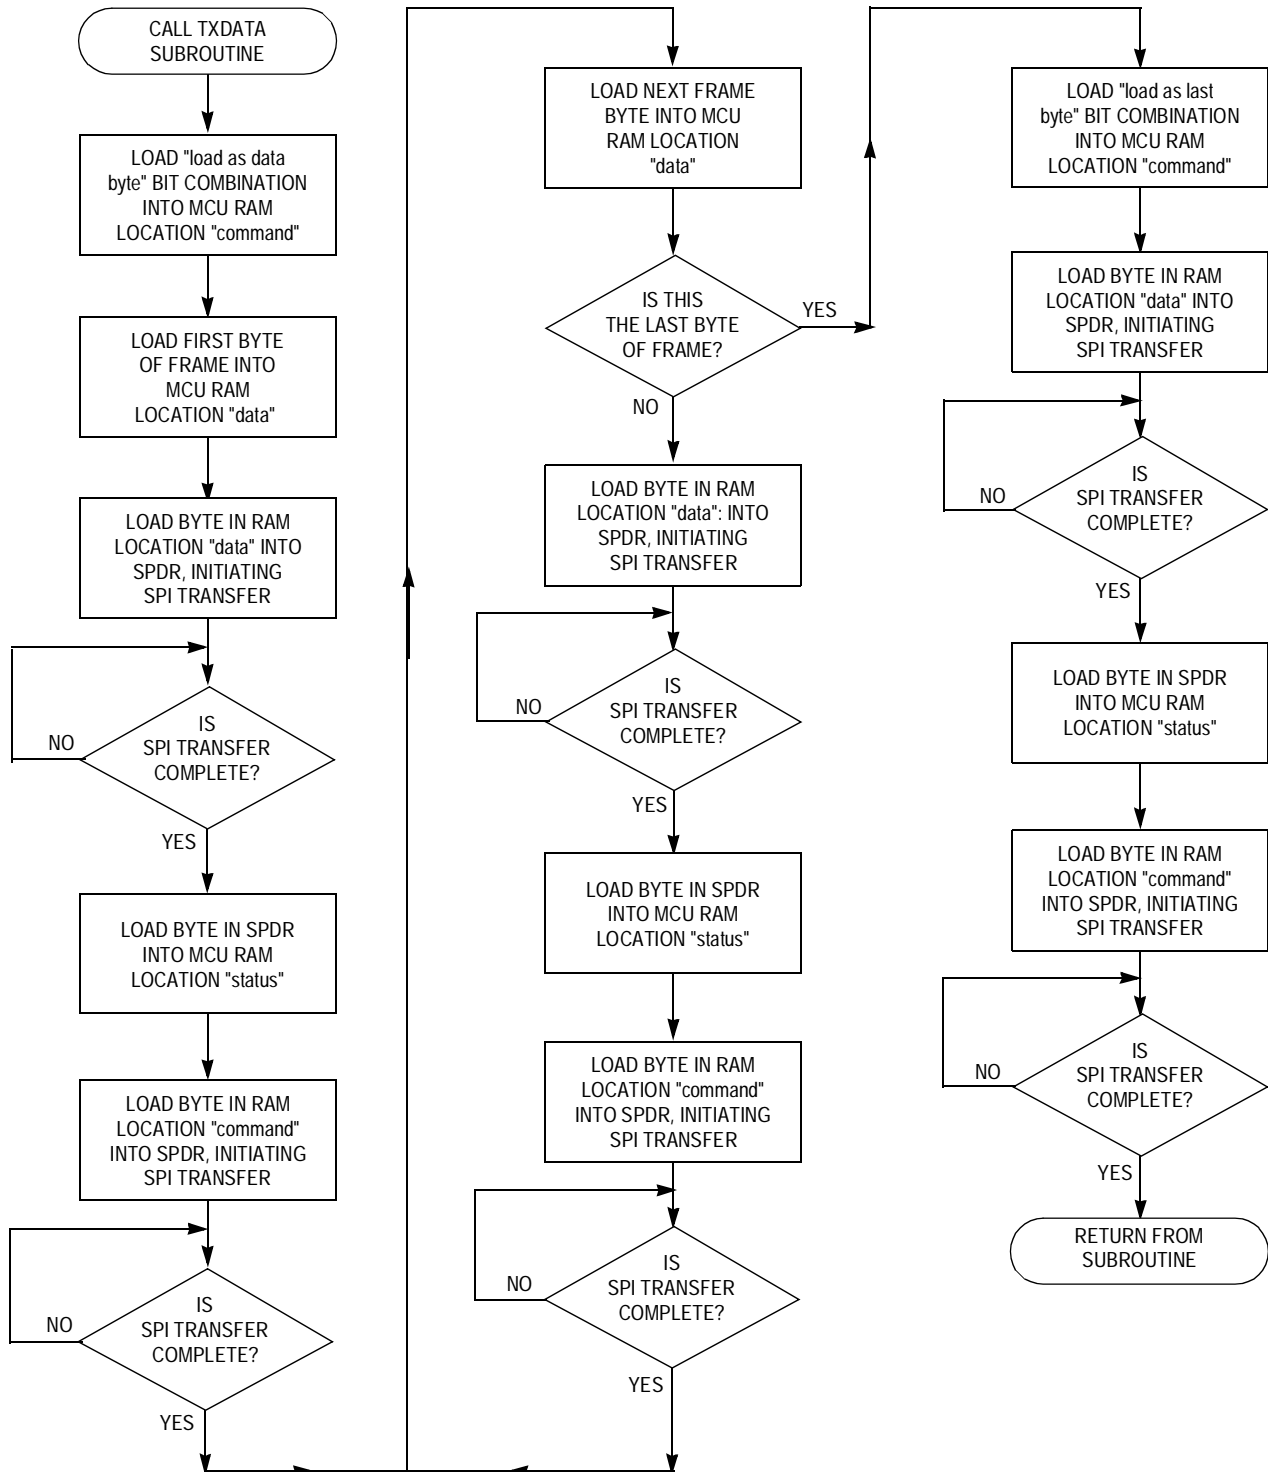 CALL TXDATA
SUBROUTINE
LOAD "load as data
byte" BIT COMBINATION
INTO MCU RAM
LOCATION "command"
LOAD FIRST BYTE
OF FRAME INTO
MCU RAM
LOCATION "data"
LOAD BYTE IN RAM
LOCATION "data" INTO
SPDR, INITIATING
SPI TRANSFER
IS
SPI TRANSFER
COMPLETE?
NO
YES
LOAD BYTE IN SPDR
INTO MCU RAM
LOCATION "status"
LOAD BYTE IN RAM
LOCATION "command"
INTO SPDR, INITIATING
SPI TRANSFER
IS
SPI TRANSFER
COMPLETE?
NO
YES
LOAD NEXT FRAME
BYTE INTO MCU
RAM LOCATION
"data"
IS THIS
THE LAST BYTE
OF FRAME?
YES
NO
LOAD BYTE IN RAM
LOCATION "data": INTO
SPDR, INITIATING
SPI TRANSFER
IS
SPI TRANSFER
COMPLETE?
NO
YES
LOAD BYTE IN SPDR
INTO MCU RAM
LOCATION "status"
LOAD BYTE IN RAM
LOCATION "command"
INTO SPDR, INITIATING
SPI TRANSFER
IS
SPI TRANSFER
COMPLETE?
NO
YES
LOAD "load as last
byte" BIT COMBINATION
INTO MCU RAM
LOCATION "command"
LOAD BYTE IN RAM
LOCATION "data" INTO
SPDR, INITIATING
SPI TRANSFER
IS
SPI TRANSFER
COMPLETE?
NO
YES
LOAD BYTE IN SPDR
INTO MCU RAM
LOCATION "status"
LOAD BYTE IN RAM
LOCATION "command"
INTO SPDR, INITIATING
SPI TRANSFER
IS
SPI TRANSFER
COMPLETE?
NO
YES
RETURN FROM
SUBROUTINE